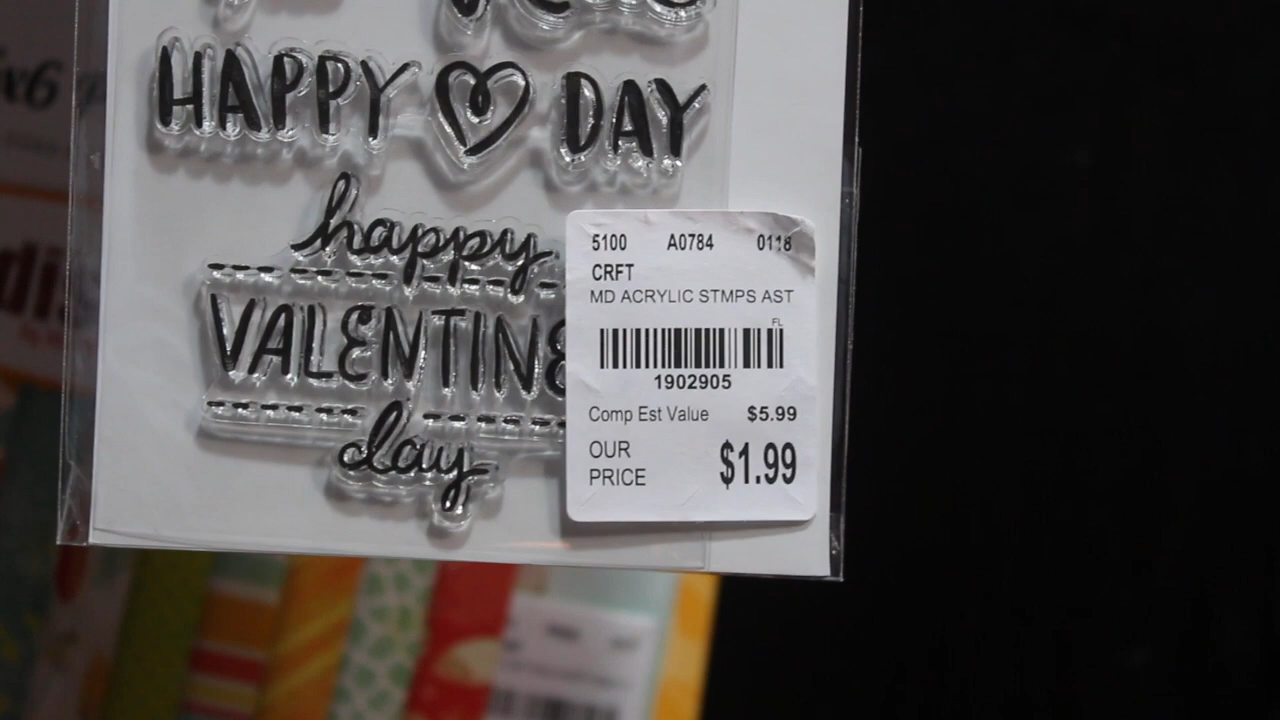 x6
HAPPY DAY
happy
VALENTINE
day
5100 A0784 0118
CRFT
MD ACRYLIC STMPS AST
FL
1902905
Comp Est Value $5.99
OUR
PRICE $1.99